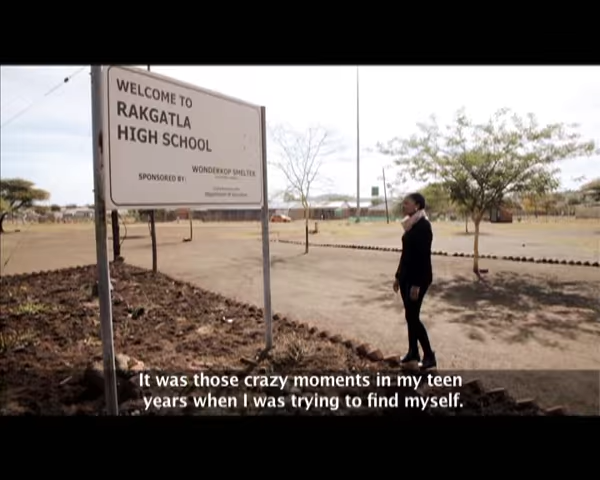 WELCOME TO
RAKGATLA
HIGH SCHOOL
SPONSORED BY:
WONDERKOP SMELTER
It was those crazy moments in my teen
years when I was trying to find myself.